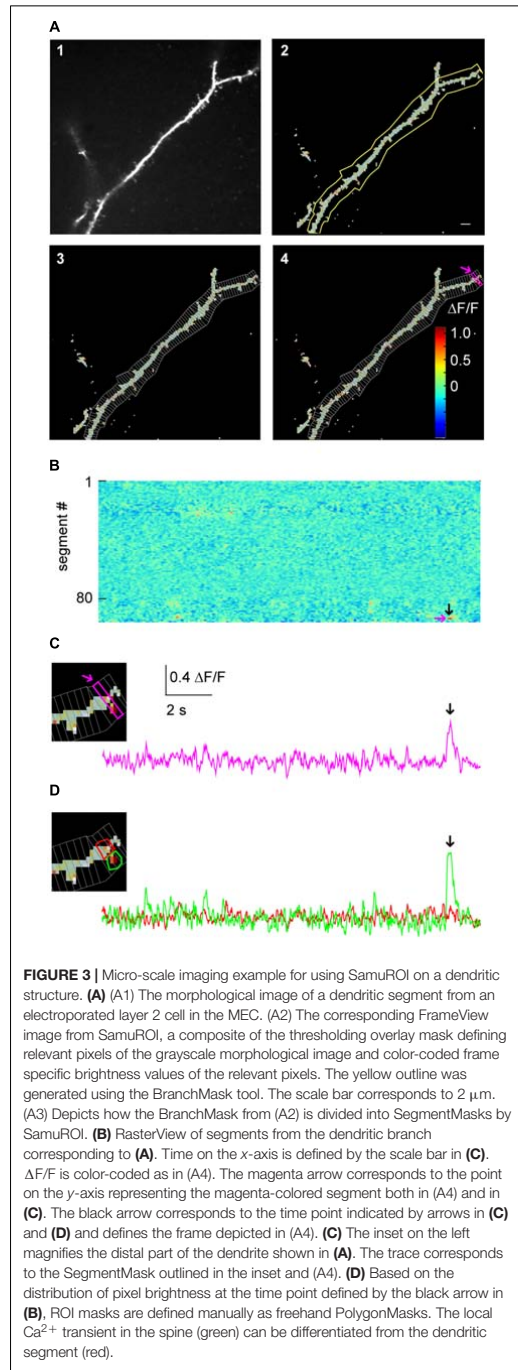 A
1
2
3
4
ΔF/F
1.0
0.5
0
B
segment #
1
80
C
0.4 ΔF/F
2 s
D
FIGURE 3 | Micro-scale imaging example for using SamuROI on a dendritic
structure. (A) (A1) The morphological image of a dendritic segment from an
electroporated layer 2 cell in the MEC. (A2) The corresponding FrameView
image from SamuROI, a composite of the thresholding overlay mask defining
relevant pixels of the grayscale morphological image and color-coded frame
specific brightness values of the relevant pixels. The yellow outline was
generated using the BranchMask tool. The scale bar corresponds to 2 μm.
(A3) Depicts how the BranchMask from (A2) is divided into SegmentMasks by
SamuROI. (B) RasterView of segments from the dendritic branch
corresponding to (A). Time on the x-axis is defined by the scale bar in (C).
ΔF/F is color-coded as in (A4). The magenta arrow corresponds to the point
on the y-axis representing the magenta-colored segment both in (A4) and in
(C). The black arrow corresponds to the time point indicated by arrows in (C)
and (D) and defines the frame depicted in (A4). (C) The inset on the left
magnifies the distal part of the dendrite shown in (A). The trace corresponds
to the SegmentMask outlined in the inset and (A4). (D) Based on the
distribution of pixel brightness at the time point defined by the black arrow in
(B), ROI masks are defined manually as freehand PolygonMasks. The local
Ca2+ transient in the spine (green) can be differentiated from the dendritic
segment (red).